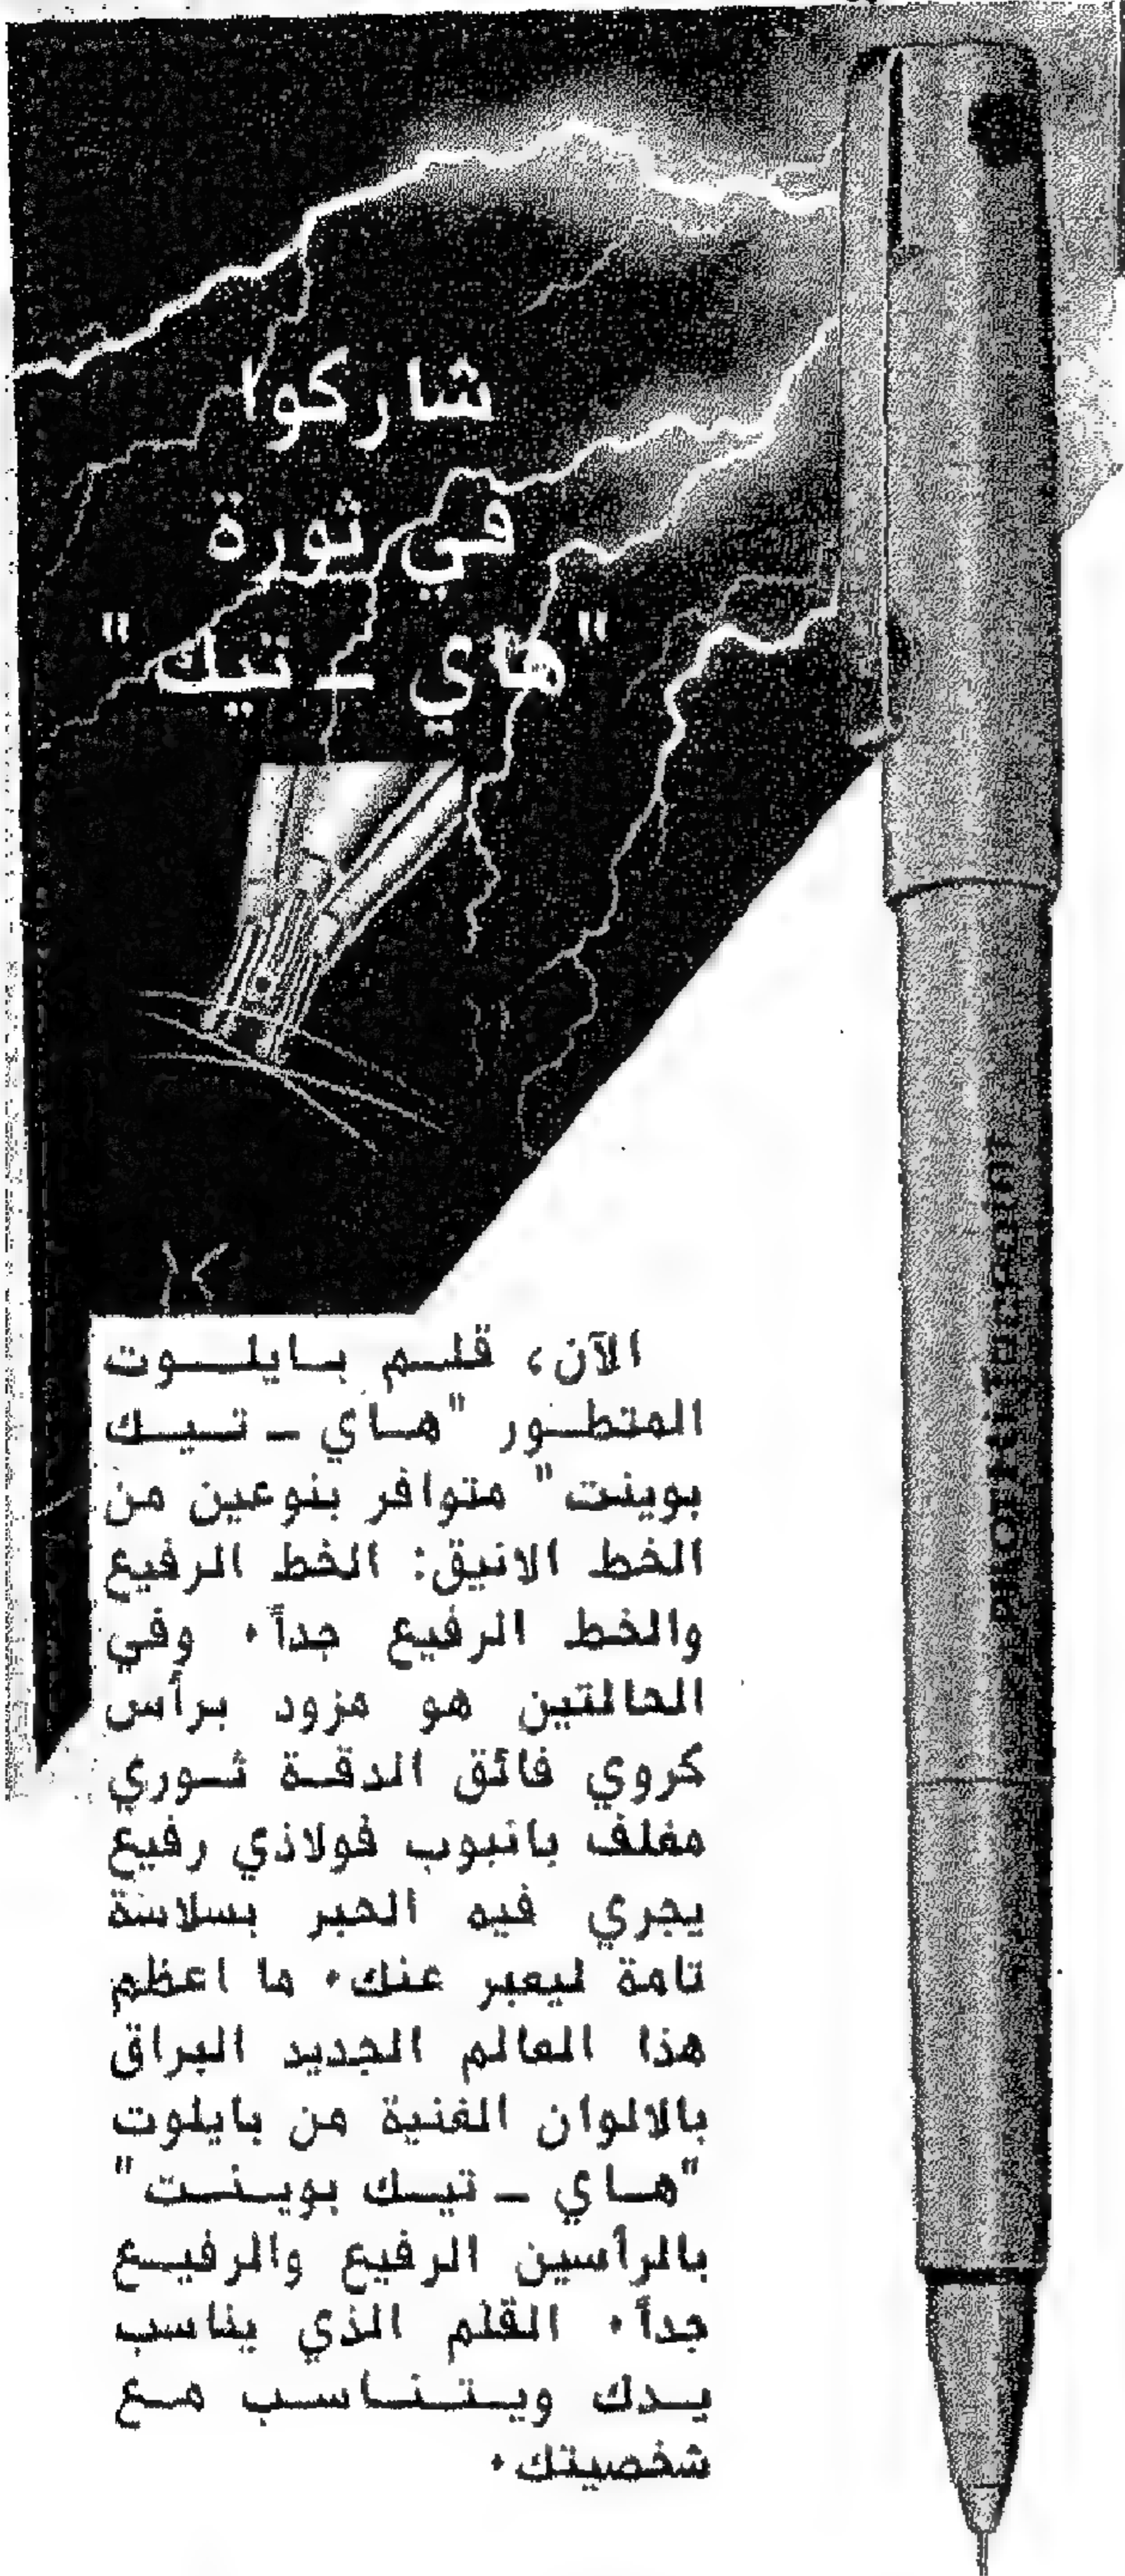 شاركوا
في ثورة
"هاي ـ تيك"
الآن، قلم بايلوت
المتطور "هاي ـ تيك
بوينت" متوافر بنوعين من
الخط الانيق: الخط الرفيع
والخط الرفيع جداً. وفي
الحالتين هو مزود برأس
كروي فائق الدقة ثوري
مغلف بانبوب فولاذي رفيع
يجري فيه الحبر بسلاسة
تامة ليعبر عنك. ما اعظم
هذا العالم الجديد البراق
بالالوان الغنية من بايلوت
"هاي ـ تيك بوينت"
بالرأسين الرفيع والرفيع
جداً. القلم الذي يناسب
يدك ويتناسب مع
شخصيتك.